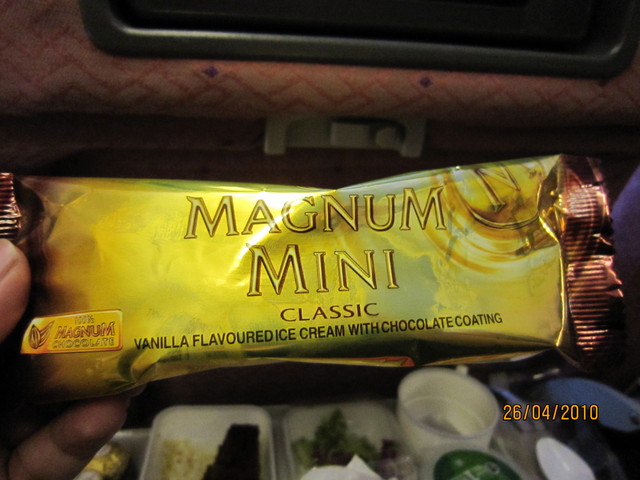 MAGNUM
MINI
CLASSIC
VANILLA FLAVOURED ICE CREAM WITH CHOCOLATE COATING
100%
MAGNUM
CHOCOLATE
26/04/2010